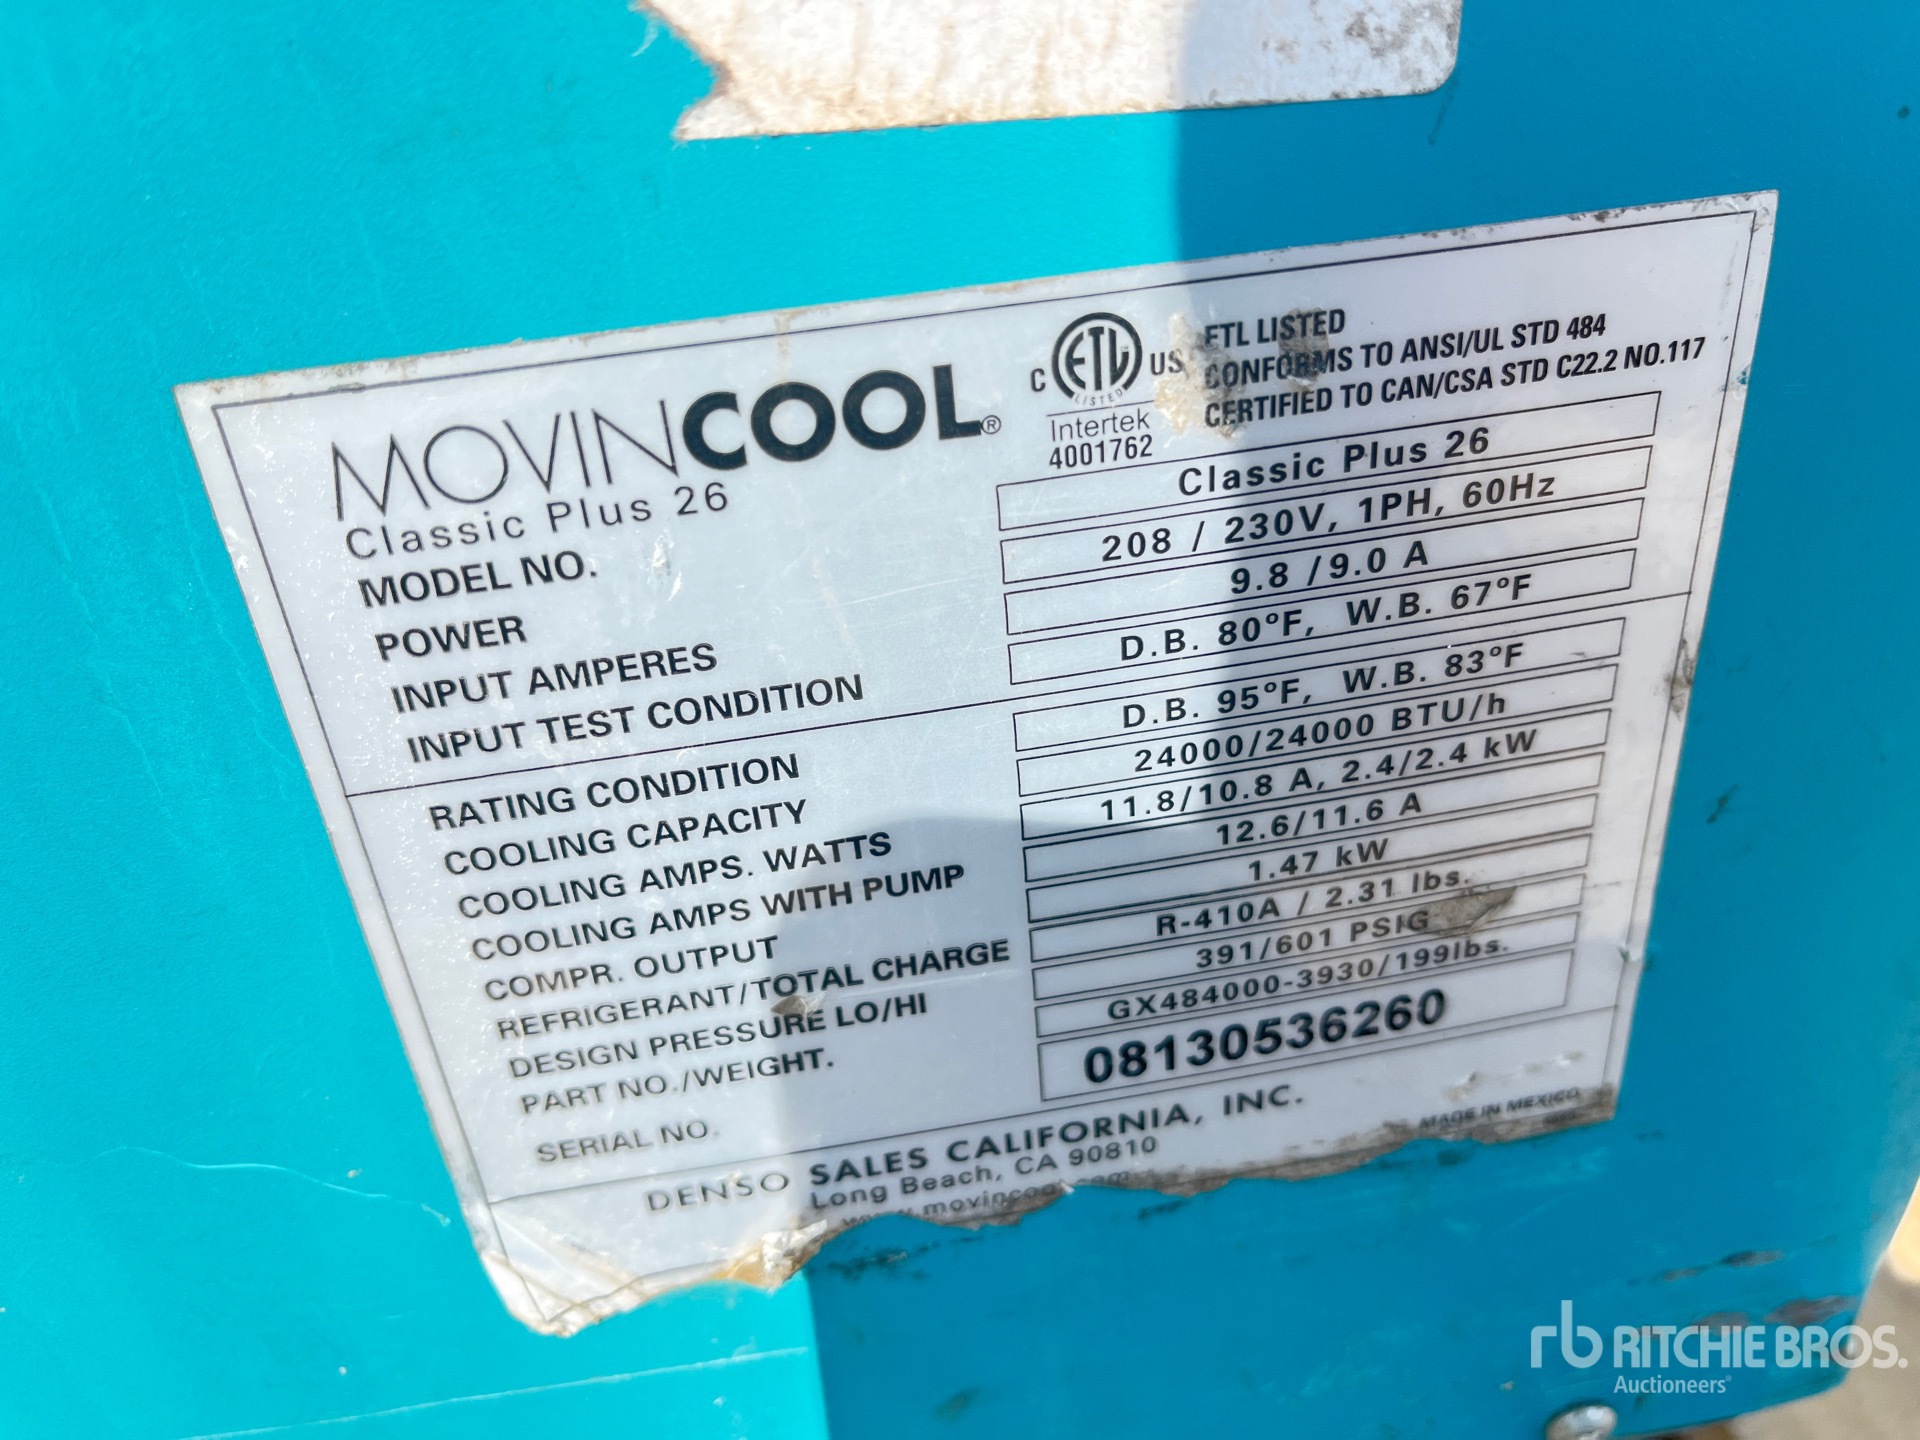 MOVINCOOL®
Classic Plus 26
C ETL US
LISTED
Intertek
4001762
ETL LISTED
CONFORMS TO ANSI/UL STD 484
CERTIFIED TO CAN/CSA STD C22.2 NO.117
MODEL NO. Classic Plus 26
POWER 208 / 230V, 1PH, 60Hz
INPUT AMPERES 9.8 /9.0 A
INPUT TEST CONDITION D.B. 80°F, W.B. 67°F
RATING CONDITION D.B. 95°F, W.B. 83°F
COOLING CAPACITY 24000/24000 BTU/h
COOLING AMPS. WATTS 11.8/10.8 A, 2.4/2.4 kW
COOLING AMPS WITH PUMP 12.6/11.6 A
COMPR. OUTPUT 1.47 kW
REFRIGERANT/TOTAL CHARGE R-410A / 2.31 lbs.
DESIGN PRESSURE LO/HI 391/601 PSIG
PART NO./WEIGHT. GX484000-3930/199lbs.
SERIAL NO. 08130536260
DENSO SALES CALIFORNIA, INC.
Long Beach, CA 90810
www.movincool.com
MADE IN MEXICO
rb RITCHIE BROS.
Auctioneers®